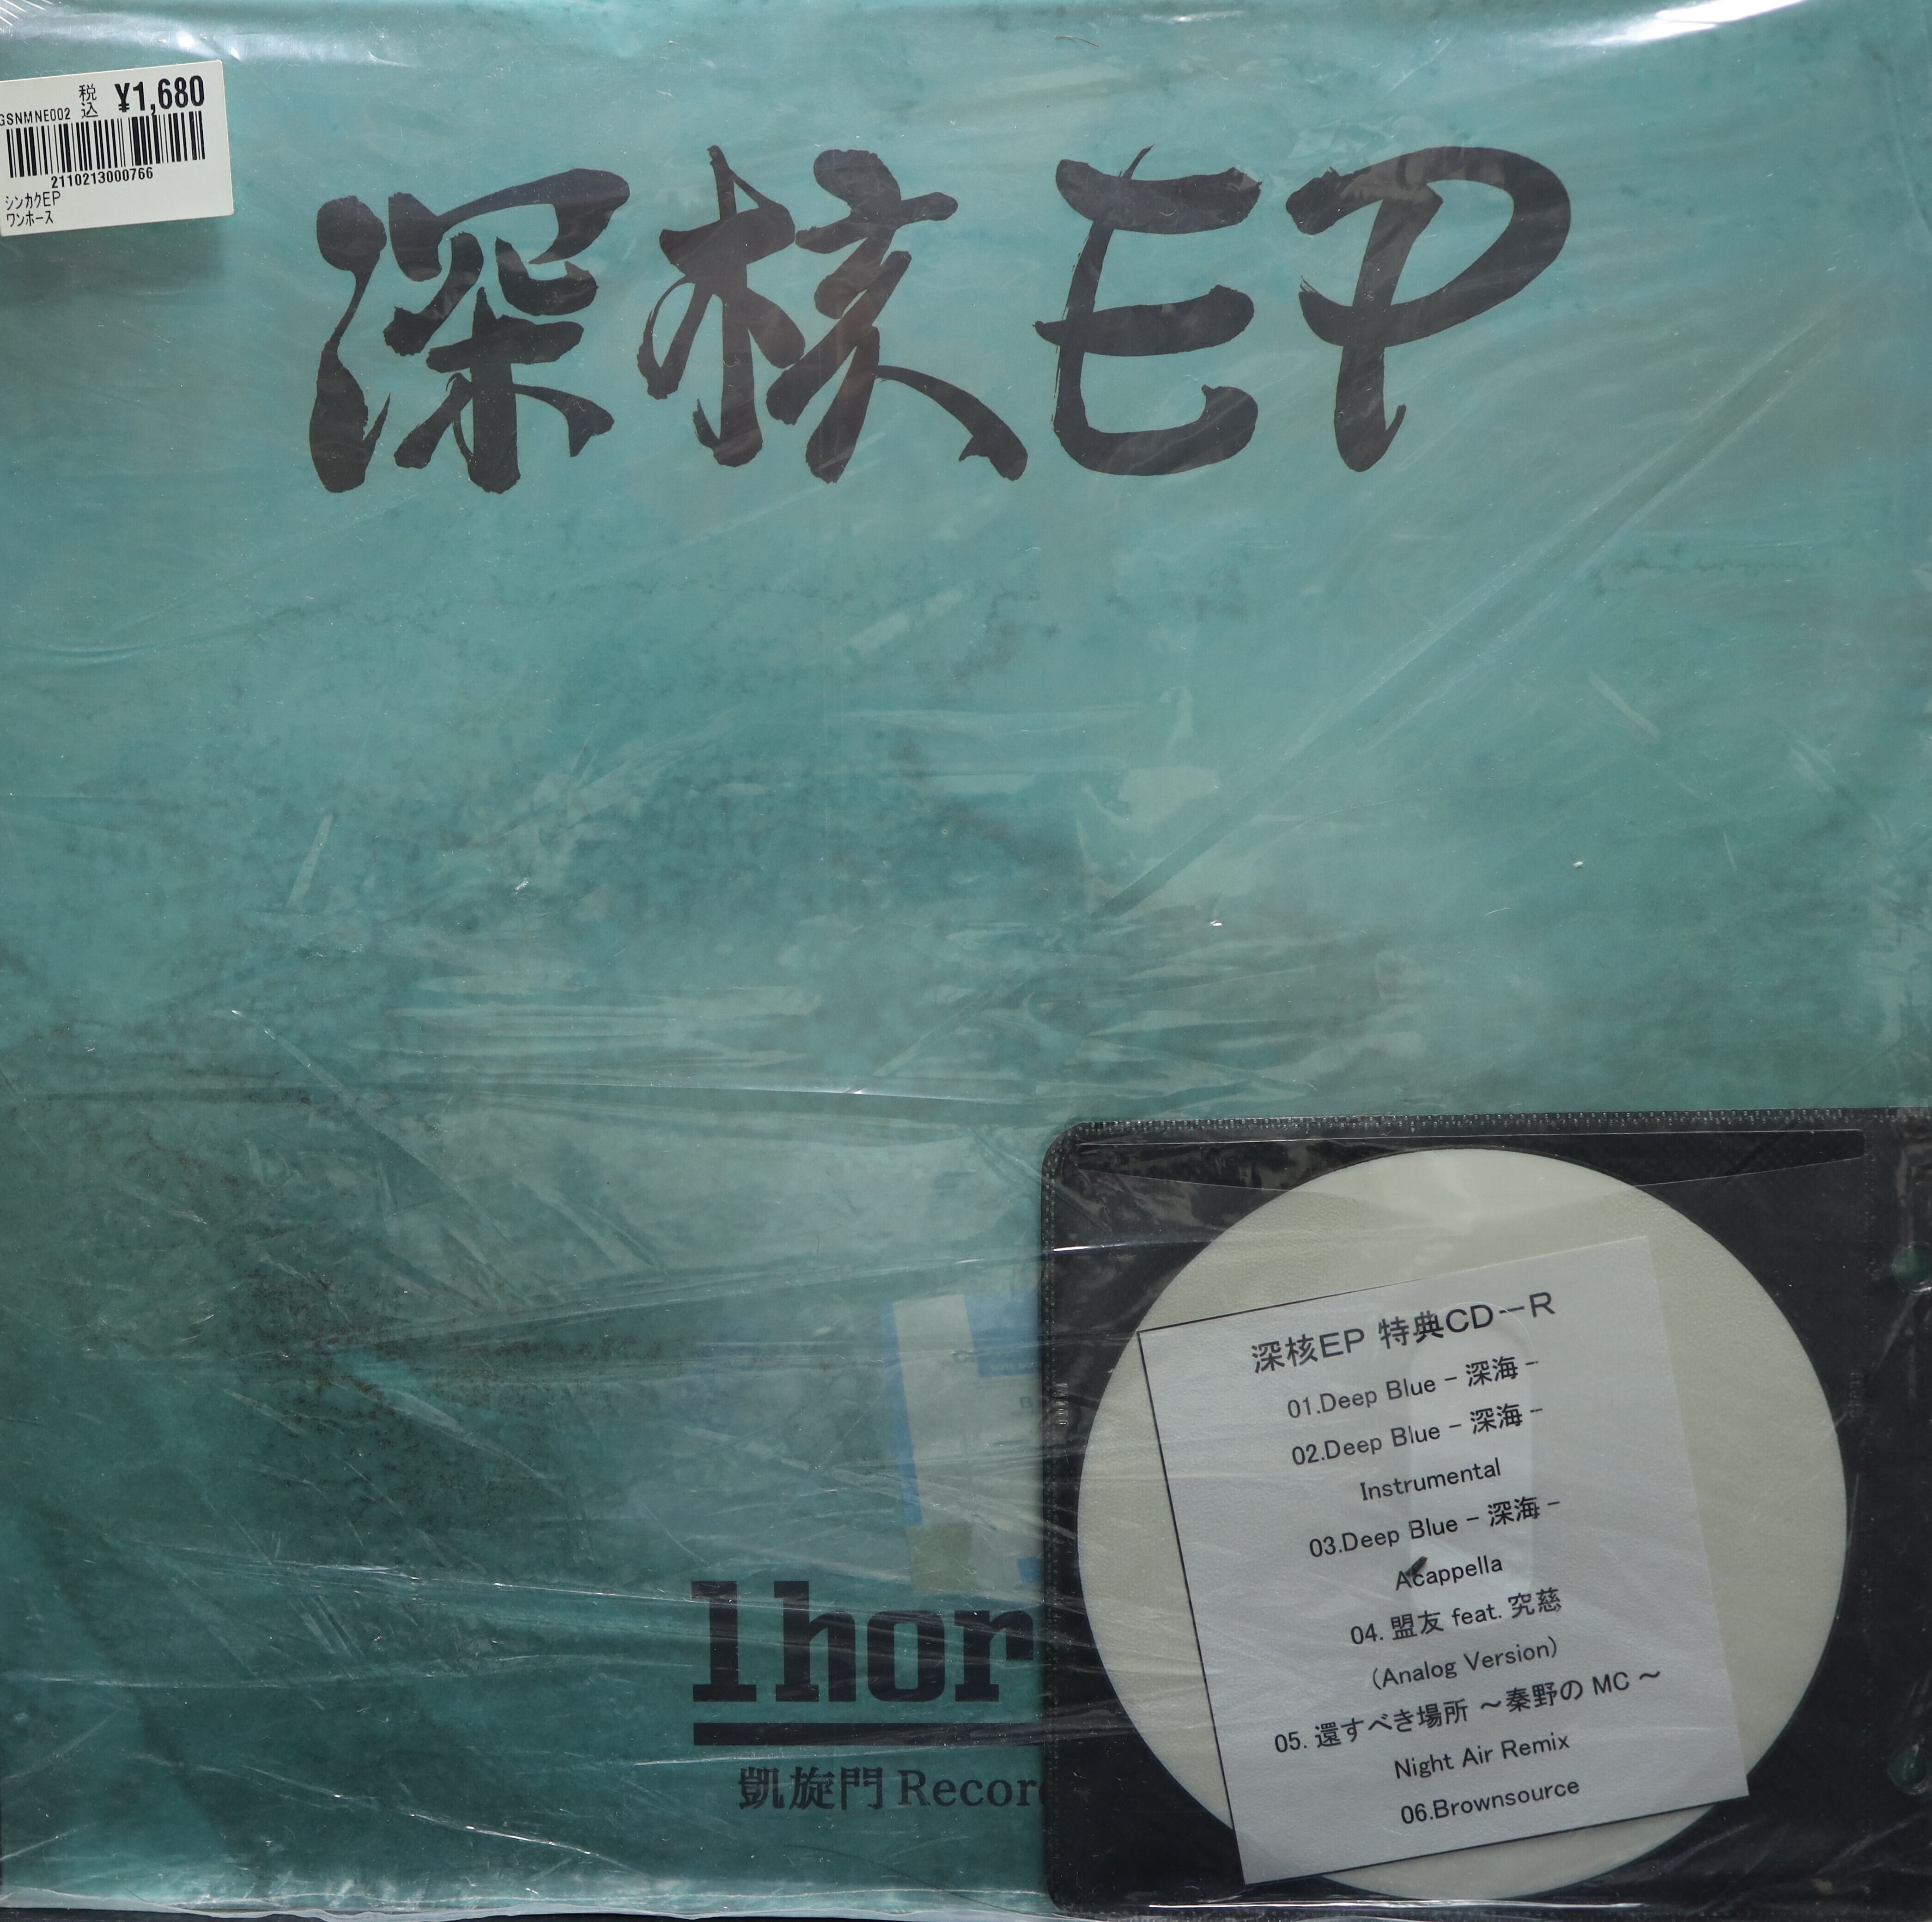 GSNMNE002 税込 ¥1,680
2110213000766
シンカクEP
ワンホース
深核EP
深核EP 特典CD-R
01.Deep Blue - 深海 -
02.Deep Blue - 深海 -
Instrumental
03.Deep Blue - 深海 -
Acappella
04. 盟友 feat. 究慈
(Analog Version)
05. 還すべき場所 ～秦野の MC ～
Night Air Remix
06.Brownsource
1hor
凱旋門 Recor